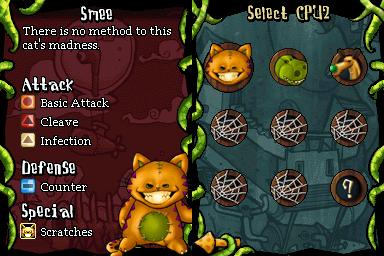 Smee
There is no method to this
cat's madness.
Attack
Basic Attack
Cleave
Infection
Defense
Counter
Special
Scratches
Select CPU2
?